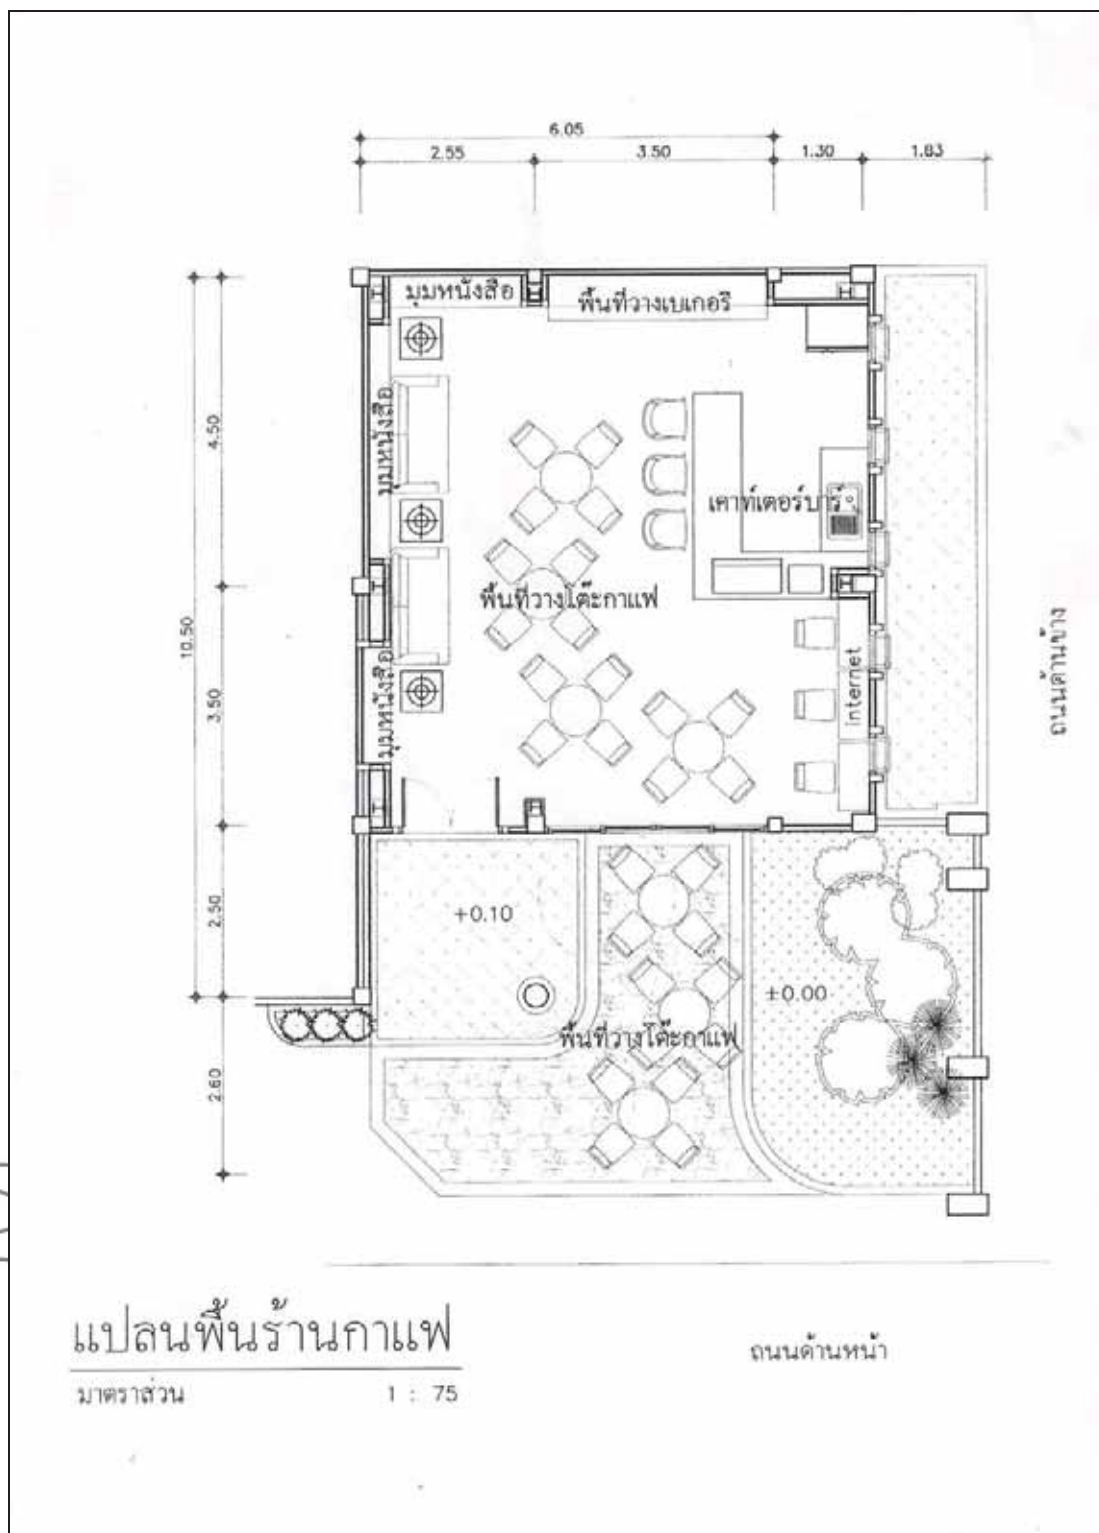 6.05
2.55 3.50 1.30 1.83
มุมหนังสือ
พื้นที่วางเบเกอรี
4.50
มุมหนังสือ
เคาท์เตอร์บาร์
พื้นที่วางโต๊ะกาแฟ
10.50
3.50
มุมหนังสือ
internet
ถนนด้านข้าง
2.50
+0.10
±0.00
พื้นที่วางโต๊ะกาแฟ
2.60
แปลนพื้นร้านกาแฟ
มาตราส่วน 1 : 75
ถนนด้านหน้า